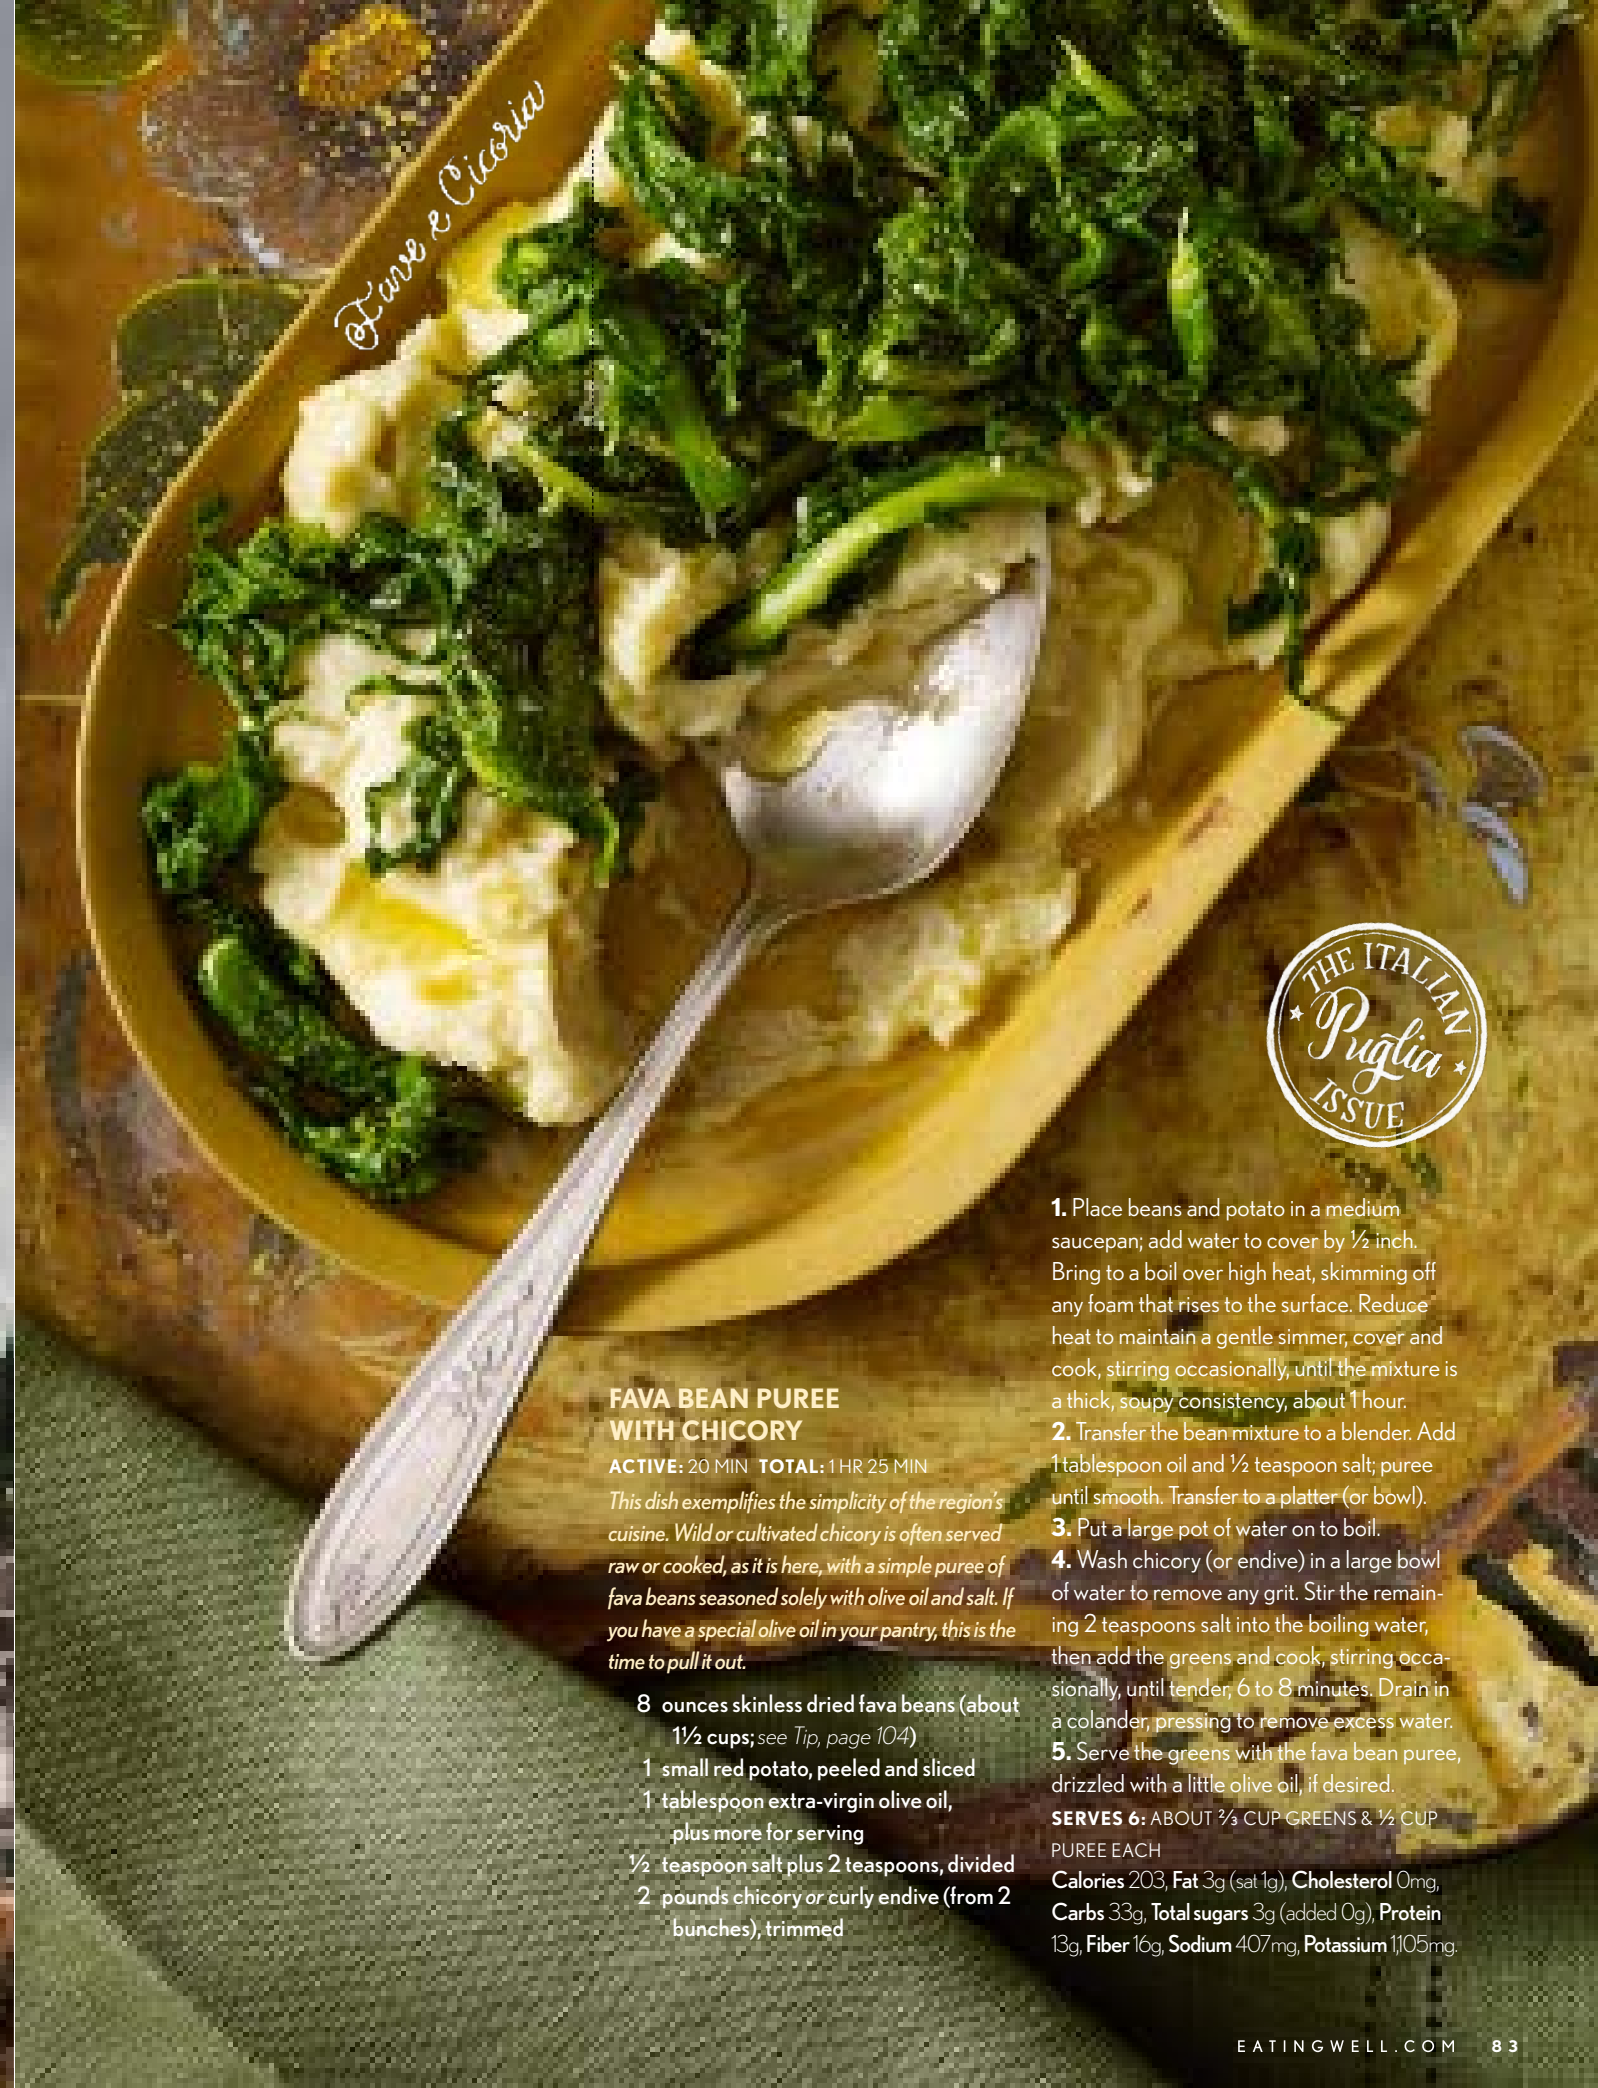 Fave e Cicoria
THE ITALIAN
Puglia
ISSUE
FAVA BEAN PUREE
WITH CHICORY
ACTIVE: 20 MIN TOTAL: 1 HR 25 MIN
This dish exemplifies the simplicity of the region's
cuisine. Wild or cultivated chicory is often served
raw or cooked, as it is here, with a simple puree of
fava beans seasoned solely with olive oil and salt. If
you have a special olive oil in your pantry, this is the
time to pull it out.
8 ounces skinless dried fava beans (about
1½ cups; see Tip, page 104)
1 small red potato, peeled and sliced
1 tablespoon extra-virgin olive oil,
plus more for serving
½ teaspoon salt plus 2 teaspoons, divided
2 pounds chicory or curly endive (from 2
bunches), trimmed
1. Place beans and potato in a medium
saucepan; add water to cover by ½ inch.
Bring to a boil over high heat, skimming off
any foam that rises to the surface. Reduce
heat to maintain a gentle simmer, cover and
cook, stirring occasionally, until the mixture is
a thick, soupy consistency, about 1 hour.
2. Transfer the bean mixture to a blender. Add
1 tablespoon oil and ½ teaspoon salt; puree
until smooth. Transfer to a platter (or bowl).
3. Put a large pot of water on to boil.
4. Wash chicory (or endive) in a large bowl
of water to remove any grit. Stir the remain-
ing 2 teaspoons salt into the boiling water,
then add the greens and cook, stirring occa-
sionally, until tender, 6 to 8 minutes. Drain in
a colander, pressing to remove excess water.
5. Serve the greens with the fava bean puree,
drizzled with a little olive oil, if desired.
SERVES 6: ABOUT ⅔ CUP GREENS & ½ CUP
PUREE EACH
Calories 203, Fat 3g (sat 1g), Cholesterol 0mg,
Carbs 33g, Total sugars 3g (added 0g), Protein
13g, Fiber 16g, Sodium 407mg, Potassium 1,105mg.
EATINGWELL.COM 83